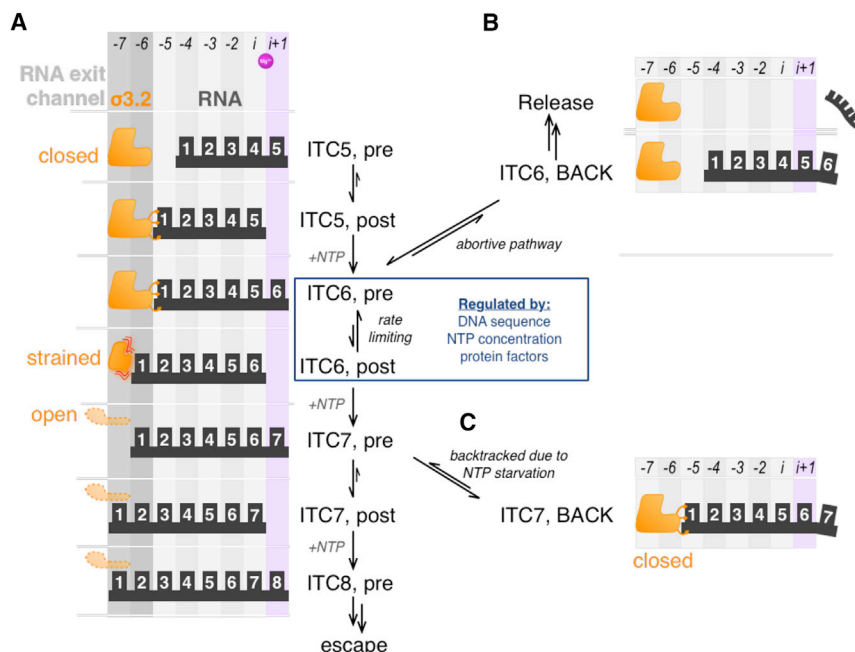 A
-7 -6 -5 -4 -3 -2 i i+1
Mg2+
RNA exit
channel
σ3.2
RNA
closed
1 2 3 4 5
ITC5, pre
1 2 3 4 5
ITC5, post
+NTP
1 2 3 4 5 6
ITC6, pre
rate
limiting
Regulated by:
DNA sequence
NTP concentration
protein factors
strained
1 2 3 4 5 6
ITC6, post
+NTP
open
1 2 3 4 5 6 7
ITC7, pre
1 2 3 4 5 6 7
ITC7, post
+NTP
1 2 3 4 5 6 7 8
ITC8, pre
escape
B
-7 -6 -5 -4 -3 -2 i i+1
Release
ITC6, BACK
1 2 3 4 5 6
abortive pathway
C
backtracked due to
NTP starvation
-7 -6 -5 -4 -3 -2 i i+1
ITC7, BACK
1 2 3 4 5 6 7
closed